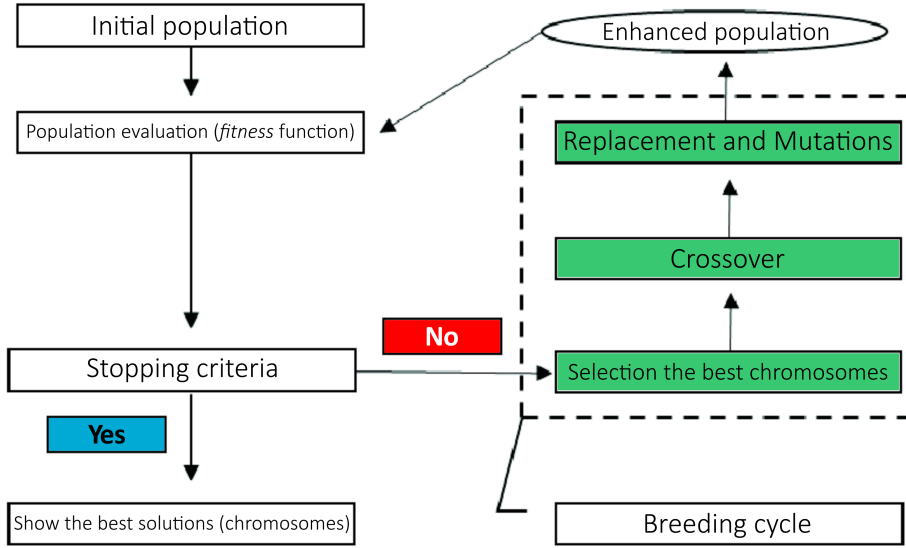 Initial population
Enhanced population
Population evaluation (fitness function)
Replacement and Mutations
Crossover
No
Stopping criteria
Selection the best chromosomes
Yes
Show the best solutions (chromosomes)
Breeding cycle